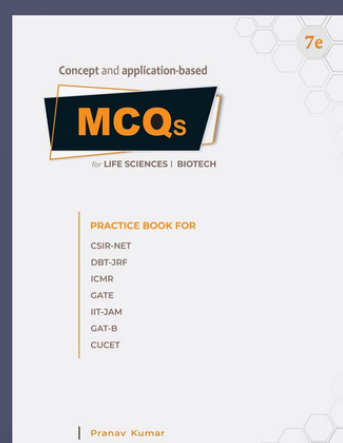 7e
Concept and application-based
MCQs
for LIFE SCIENCES I BIOTECH
PRACTICE BOOK FOR
CSIR-NET
DBT-JRF
ICMR
GATE
IIT-JAM
GAT-B
CUCET
Pranav Kumar